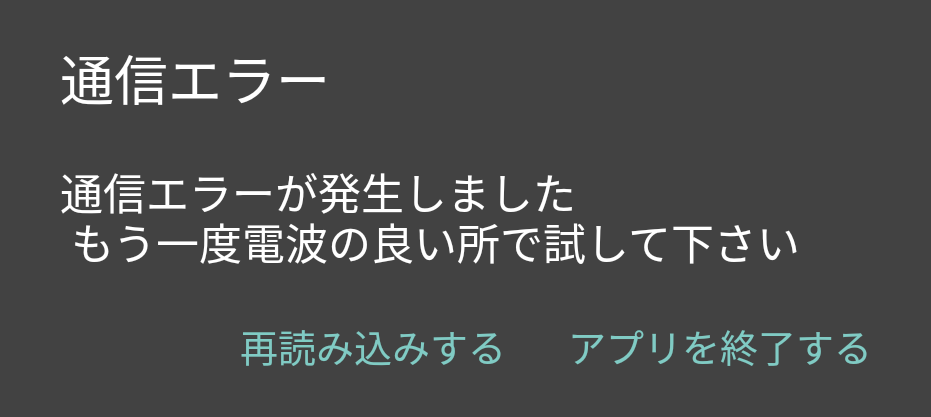 通信エラー
通信エラーが発生しました
もう一度電波の良い所で試して下さい
再読み込みする アプリを終了する